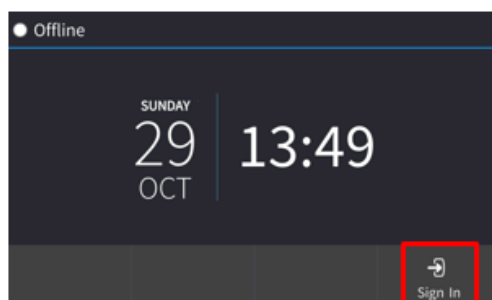 Offline
SUNDAY
29
OCT
13:49
Sign In